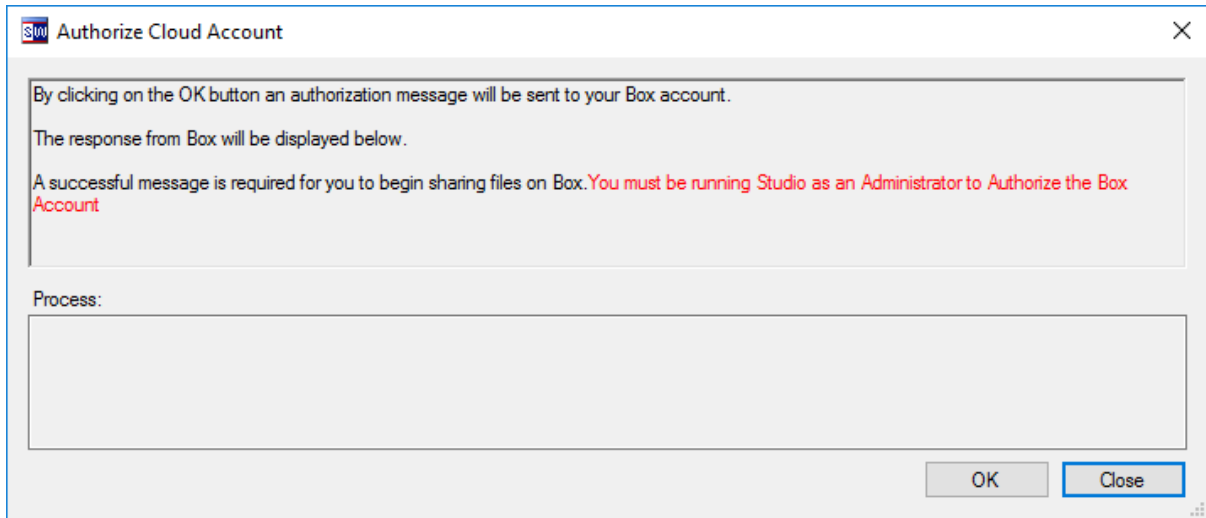 SW Authorize Cloud Account
By clicking on the OK button an authorization message will be sent to your Box account.
The response from Box will be displayed below.
A successful message is required for you to begin sharing files on Box.You must be running Studio as an Administrator to Authorize the Box
Account
Process:
OK Close